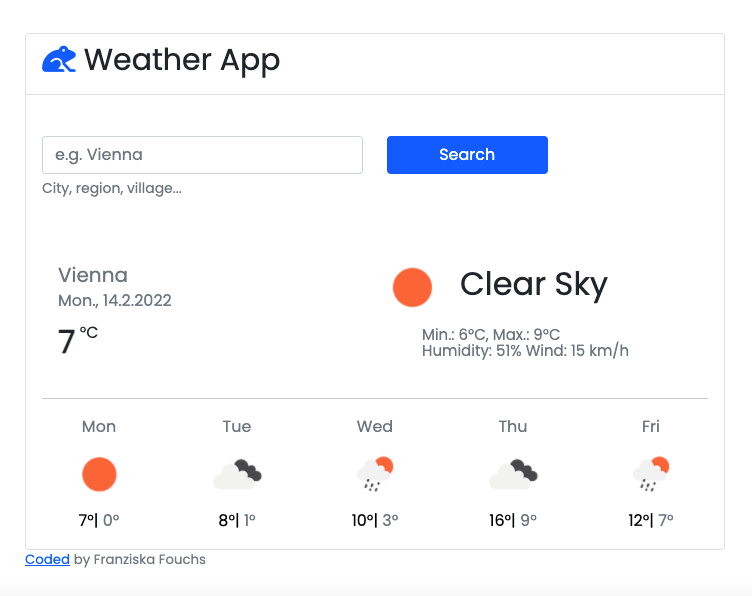 Weather App
e.g. Vienna
Search
City, region, village...
Vienna
Clear Sky
Mon., 14.2.2022
7 °C
Min.: 6°C, Max.: 9°C
Humidity: 51% Wind: 15 km/h
Mon Tue Wed Thu Fri
7°| 0° 8°| 1° 10°| 3° 16°| 9° 12°| 7°
Coded by Franziska Fouchs